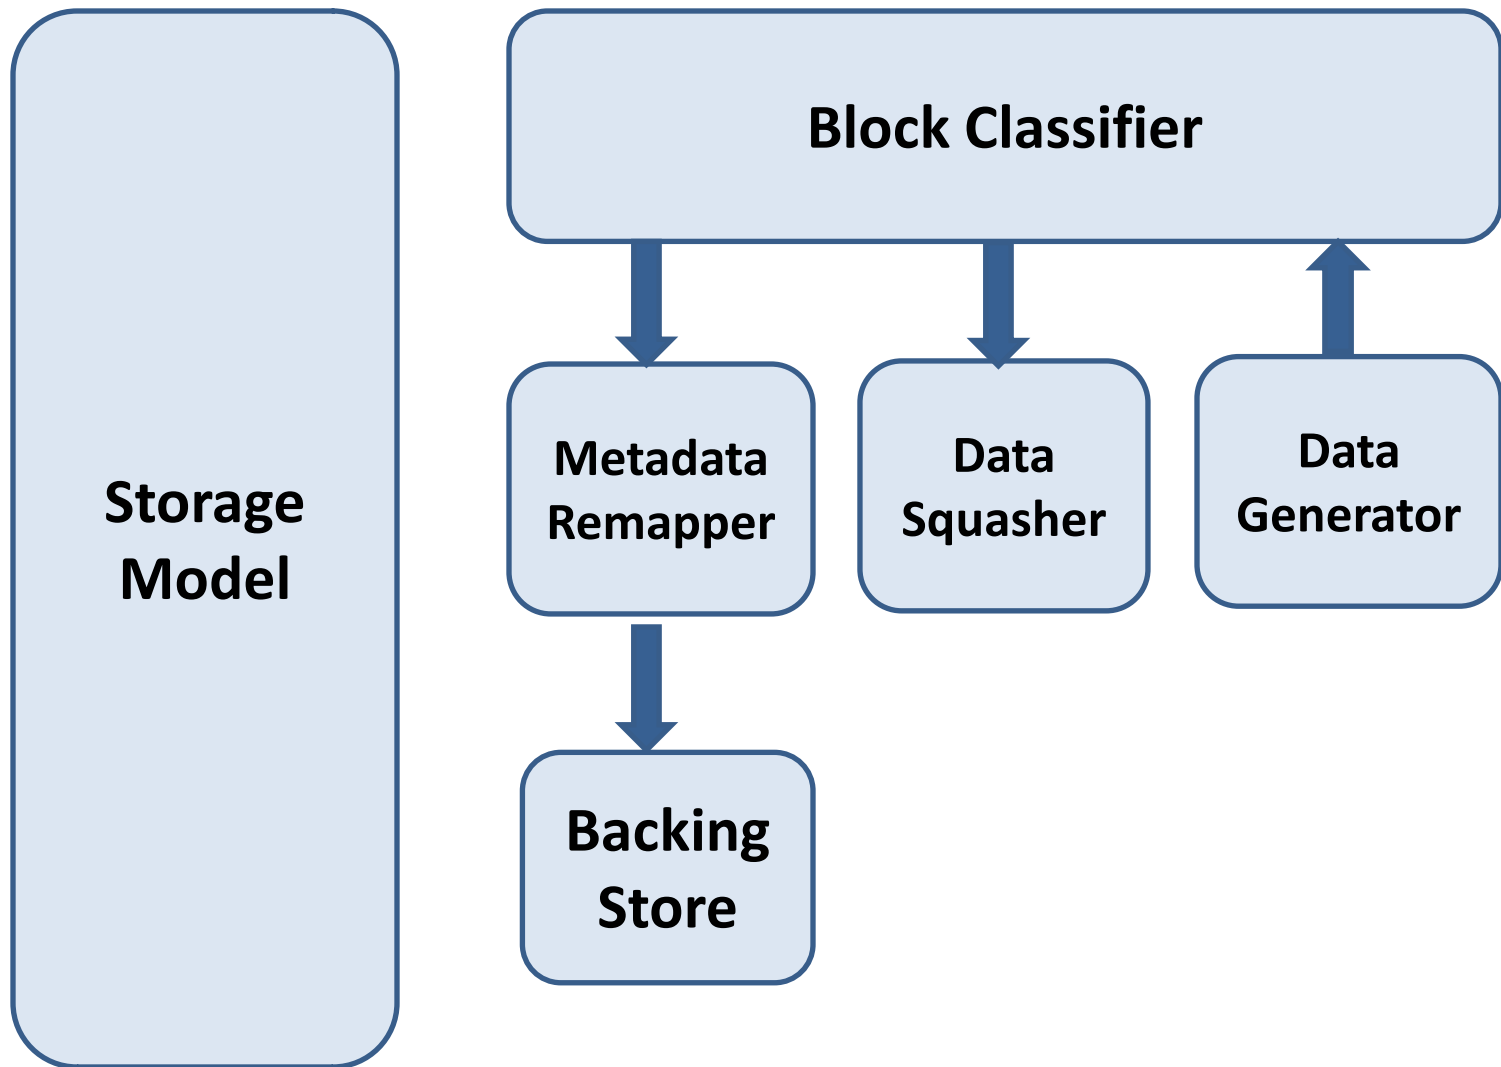 Storage
Model
Block Classifier
Metadata
Remapper
Data
Squasher
Data
Generator
Backing
Store